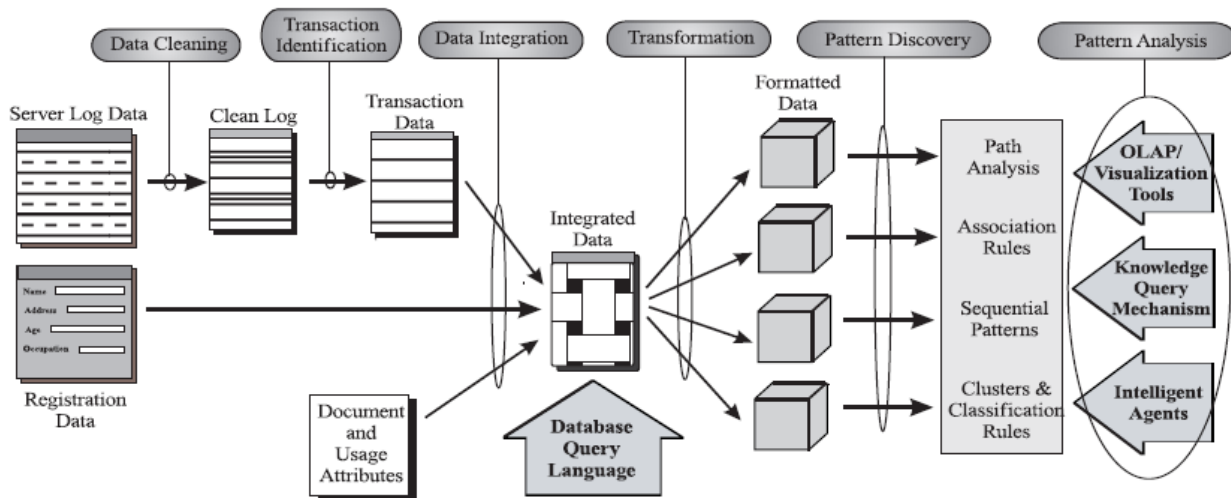 Data Cleaning
Transaction
Identification
Data Integration
Transformation
Pattern Discovery
Pattern Analysis
Server Log Data
Clean Log
Transaction
Data
Formatted
Data
Path
Analysis
OLAP/
Visualization
Tools
Integrated
Data
Association
Rules
Name
Address
Age
Occupation
Knowledge
Query
Mechanism
Sequential
Patterns
Registration
Data
Document
and
Usage
Attributes
Database
Query
Language
Clusters &
Classification
Rules
Intelligent
Agents